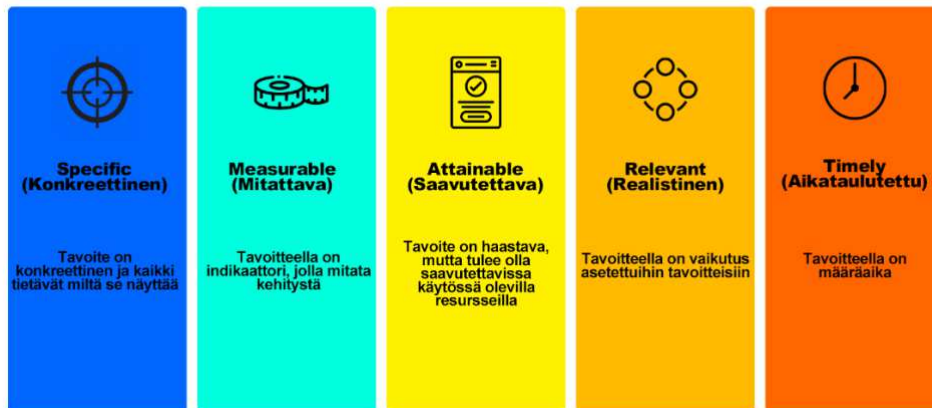 Specific
(Konkreettinen)
Tavoite on
konkreettinen ja kaikki
tietävät miltä se näyttää
Measurable
(Mitattava)
Tavoitteella on
indikaattori, jolla mitata
kehitystä
Attainable
(Saavutettava)
Tavoite on haastava,
mutta tulee olla
saavutettavissa
käytössä olevilla
resursseilla
Relevant
(Realistinen)
Tavoitteella on vaikutus
asetettuihin tavoitteisiin
Timely
(Aikataulutettu)
Tavoitteella on
määräaika